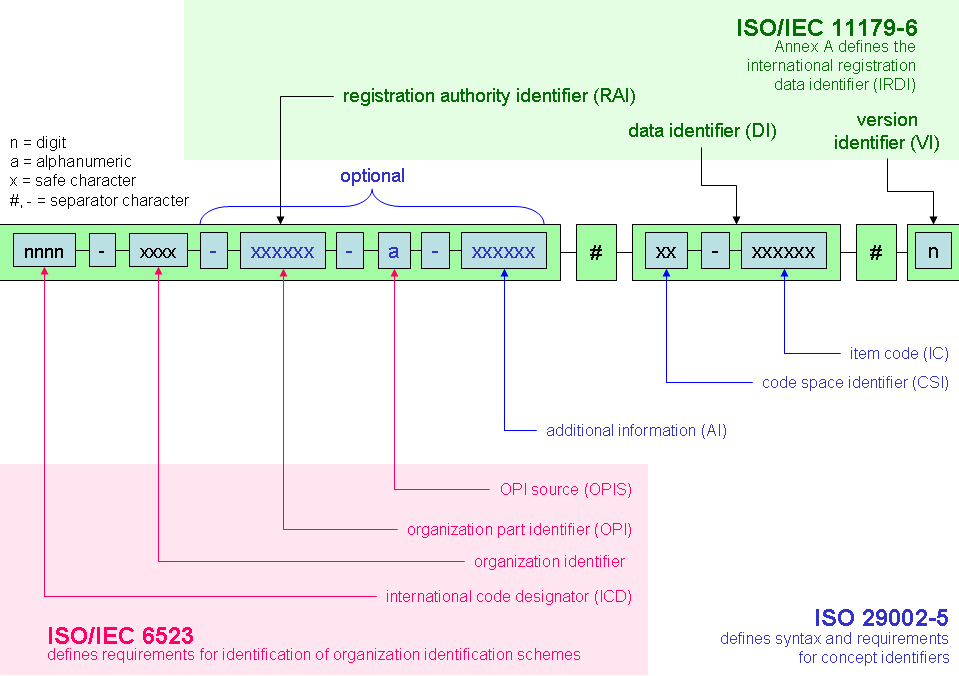 ISO/IEC 11179-6
Annex A defines the
international registration
data identifier (IRDI)
registration authority identifier (RAI)
data identifier (DI)
version
identifier (VI)
n = digit
a = alphanumeric
x = safe character
#, - = separator character
optional
nnnn - xxxx - xxxxxx - a - xxxxxx # xx - xxxxxx # n
item code (IC)
code space identifier (CSI)
additional information (AI)
OPI source (OPIS)
organization part identifier (OPI)
organization identifier
international code designator (ICD)
ISO/IEC 6523
defines requirements for identification of organization identification schemes
ISO 29002-5
defines syntax and requirements
for concept identifiers